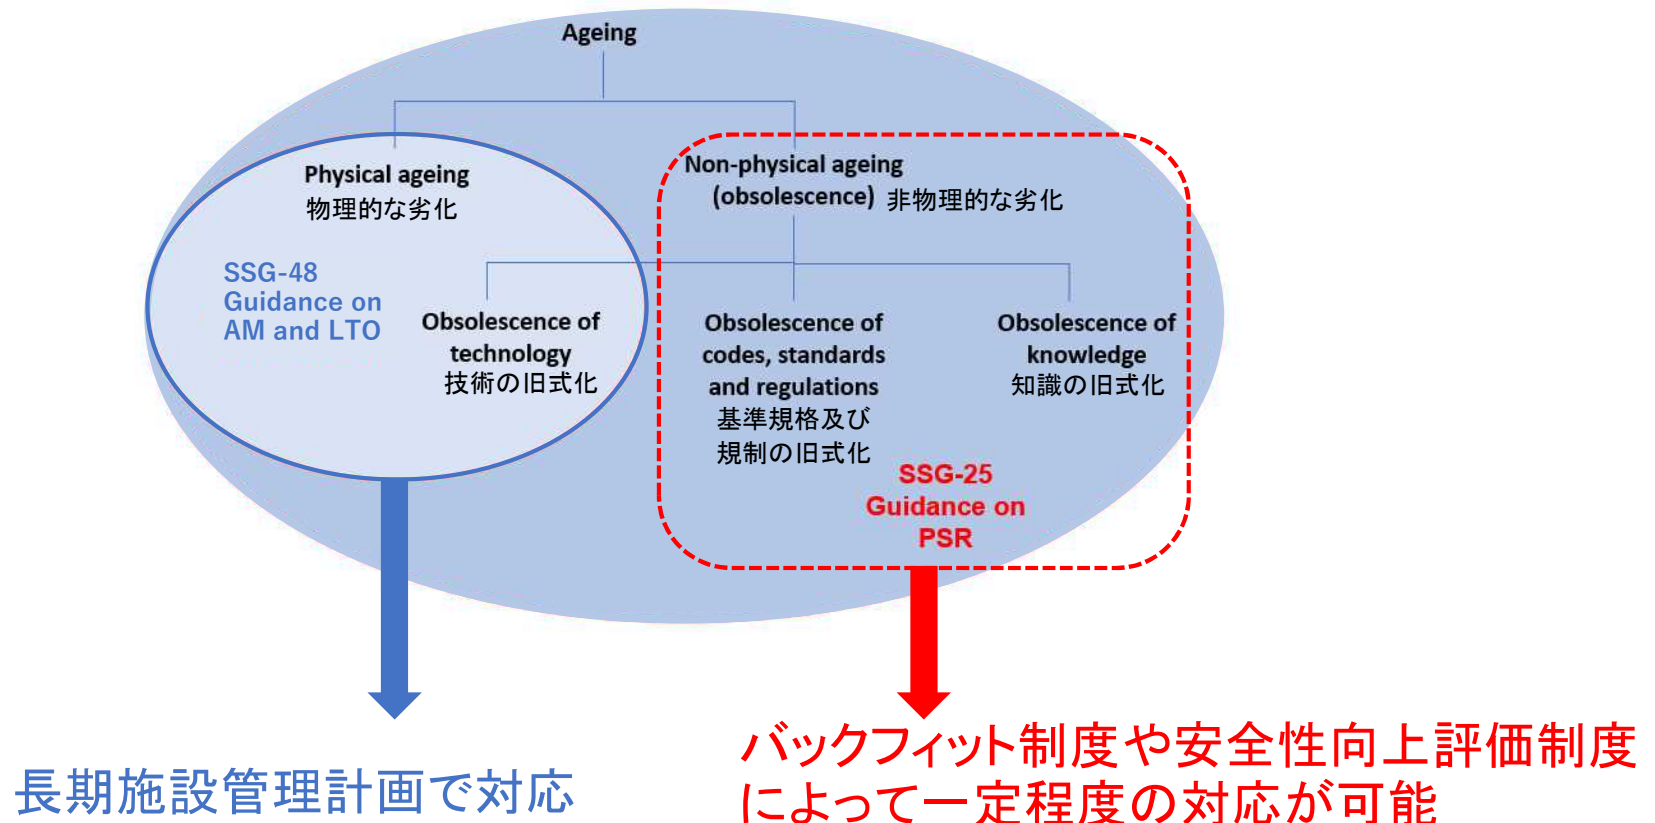 Ageing
Physical ageing
物理的な劣化
Non-physical ageing
(obsolescence) 非物理的な劣化
SSG-48
Guidance on
AM and LTO
Obsolescence of
technology
技術の旧式化
Obsolescence of
codes, standards
and regulations
基準規格及び
規制の旧式化
Obsolescence of
knowledge
知識の旧式化
SSG-25
Guidance on
PSR
長期施設管理計画で対応
バックフィット制度や安全性向上評価制度
によって一定程度の対応が可能